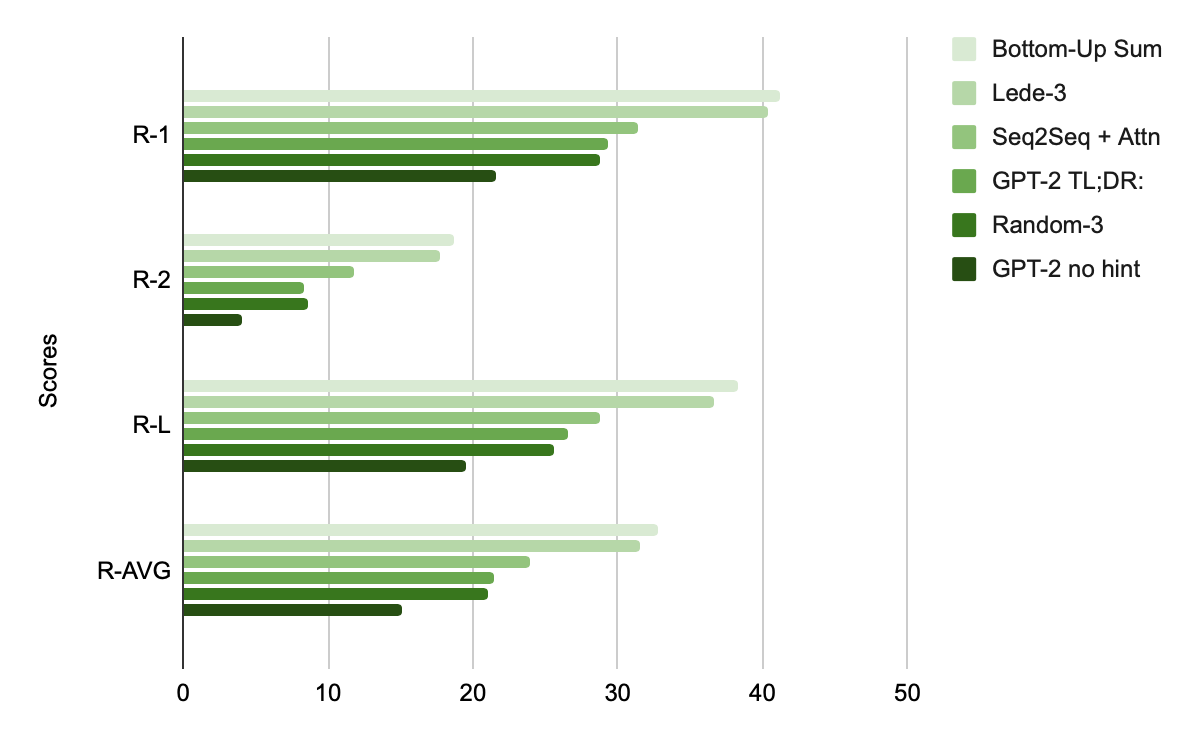 Bottom-Up Sum
Lede-3
Seq2Seq + Attn
GPT-2 TL;DR:
Random-3
GPT-2 no hint
Scores
R-1
R-2
R-L
R-AVG
0 10 20 30 40 50